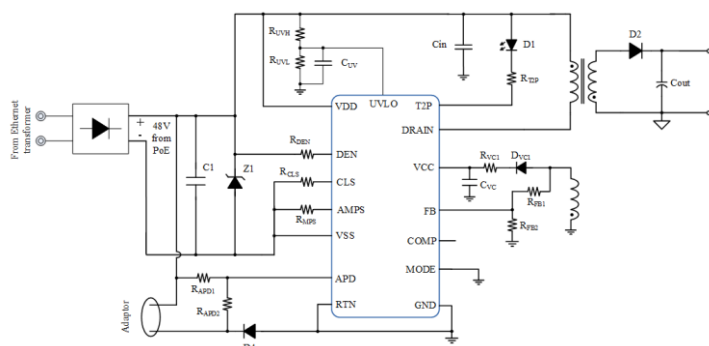 RUVH
RUVL
CUV
Cin
D1
RT2P
D2
Cout
From Ethernet
transformer
+
48V
from
PoE
-
C1
Z1
RDEN
RCLS
RMPS
UVLO
VDD
T2P
DRAIN
DEN
CLS
AMPS
VSS
APD
RTN
VCC
FB
COMP
MODE
GND
RVC1
DVC1
CVC
RFB1
RFB2
RAPD1
RAPD2
Adaptor